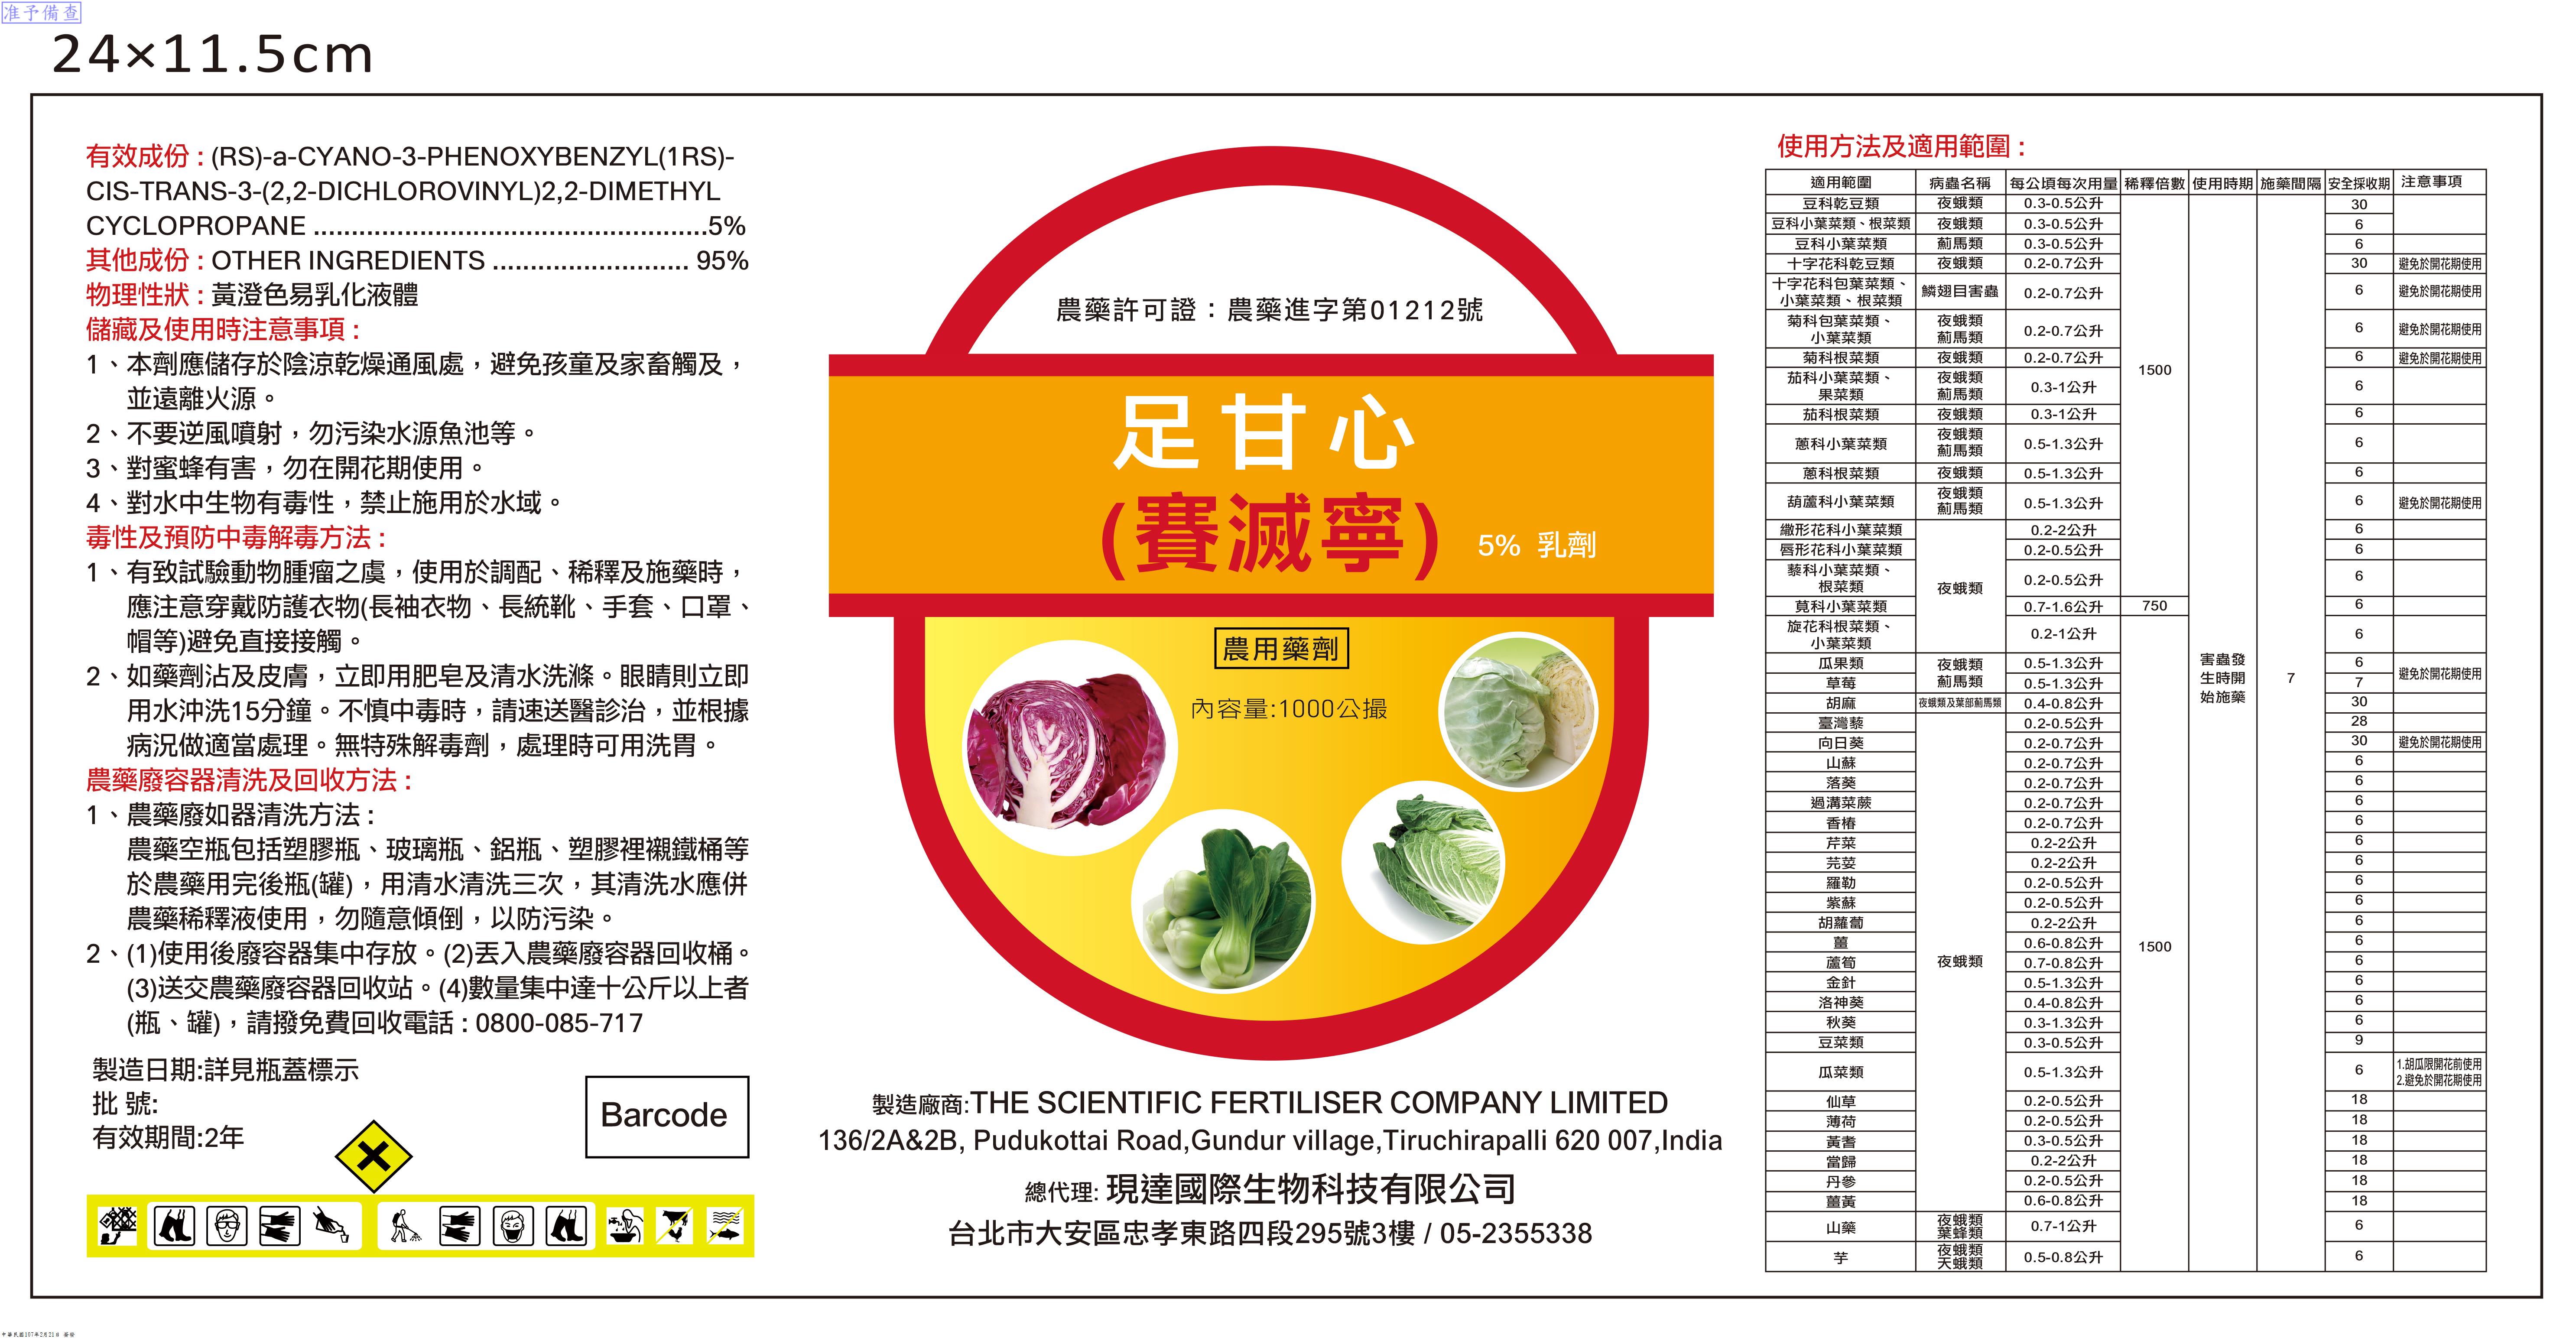 准予備查
24×11.5cm
有效成份 : (RS)-a-CYANO-3-PHENOXYBENZYL(1RS)-
CIS-TRANS-3-(2,2-DICHLOROVINYL)2,2-DIMETHYL
CYCLOPROPANE ....................................................5%
其他成份 : OTHER INGREDIENTS .......................... 95%
物理性狀 : 黃澄色易乳化液體
儲藏及使用時注意事項 :
1、本劑應儲存於陰涼乾燥通風處，避免孩童及家畜觸及，
並遠離火源。
2、不要逆風噴射，勿污染水源魚池等。
3、對蜜蜂有害，勿在開花期使用。
4、對水中生物有毒性，禁止施用於水域。
毒性及預防中毒解毒方法 :
1、有致試驗動物腫瘤之虞，使用於調配、稀釋及施藥時，
應注意穿戴防護衣物(長袖衣物、長統靴、手套、口罩、
帽等)避免直接接觸。
2、如藥劑沾及皮膚，立即用肥皂及清水洗滌。眼睛則立即
用水沖洗15分鐘。不慎中毒時，請速送醫診治，並根據
病況做適當處理。無特殊解毒劑，處理時可用洗胃。
農藥廢容器清洗及回收方法 :
1、農藥廢如器清洗方法 :
農藥空瓶包括塑膠瓶、玻璃瓶、鋁瓶、塑膠裡襯鐵桶等
於農藥用完後瓶(罐)，用清水清洗三次，其清洗水應併
農藥稀釋液使用，勿隨意傾倒，以防污染。
2、(1)使用後廢容器集中存放。(2)丟入農藥廢容器回收桶。
(3)送交農藥廢容器回收站。(4)數量集中達十公斤以上者
(瓶、罐)，請撥免費回收電話 : 0800-085-717
製造日期:詳見瓶蓋標示
批 號:
有效期間:2年
Barcode
農藥許可證：農藥進字第01212號
足甘心
(賽滅寧) 5% 乳劑
農用藥劑
內容量:1000公撮
製造廠商:THE SCIENTIFIC FERTILISER COMPANY LIMITED
136/2A&2B, Pudukottai Road,Gundur village,Tiruchirapalli 620 007,India
總代理: 現達國際生物科技有限公司
台北市大安區忠孝東路四段295號3樓 / 05-2355338
使用方法及適用範圍 :
適用範圍 病蟲名稱 每公頃每次用量 稀釋倍數 使用時期 施藥間隔 安全採收期 注意事項
豆科乾豆類 夜蛾類 0.3-0.5公升 30
豆科小葉菜類、根菜類 夜蛾類 0.3-0.5公升 6
豆科小葉菜類 薊馬類 0.3-0.5公升 6
十字花科乾豆類 夜蛾類 0.2-0.7公升 30 避免於開花期使用
十字花科包葉菜類、
小葉菜類、根菜類 鱗翅目害蟲 0.2-0.7公升 6 避免於開花期使用
菊科包葉菜類、 夜蛾類
小葉菜類 薊馬類 0.2-0.7公升 6 避免於開花期使用
菊科根菜類 夜蛾類 0.2-0.7公升 6 避免於開花期使用
1500
茄科小葉菜類、 夜蛾類
果菜類 薊馬類 0.3-1公升 6
茄科根菜類 夜蛾類 0.3-1公升 6
蔥科小葉菜類 夜蛾類
薊馬類 0.5-1.3公升 6
蔥科根菜類 夜蛾類 0.5-1.3公升 6
葫蘆科小葉菜類 夜蛾類
薊馬類 0.5-1.3公升 6 避免於開花期使用
繖形花科小葉菜類 0.2-2公升 6
唇形花科小葉菜類 0.2-0.5公升 6
藜科小葉菜類、
根菜類 夜蛾類 0.2-0.5公升 6
莧科小葉菜類 0.7-1.6公升 750 6
旋花科根菜類、
小葉菜類 0.2-1公升 6
瓜果類 夜蛾類 0.5-1.3公升 6
草莓 薊馬類 0.5-1.3公升 7 避免於開花期使用
害蟲發
生時開
始施藥
7
胡麻 夜蛾類及葉部薊馬類 0.4-0.8公升 30
臺灣藜 0.2-0.5公升 28
向日葵 0.2-0.7公升 30 避免於開花期使用
山蘇 0.2-0.7公升 6
落葵 0.2-0.7公升 6
過溝菜蕨 0.2-0.7公升 6
香椿 0.2-0.7公升 6
芹菜 0.2-2公升 6
芫荽 0.2-2公升 6
羅勒 0.2-0.5公升 6
紫蘇 0.2-0.5公升 6
胡蘿蔔 0.2-2公升 6
薑 0.6-0.8公升 1500 6
蘆筍 夜蛾類 0.7-0.8公升 6
金針 0.5-1.3公升 6
洛神葵 0.4-0.8公升 6
秋葵 0.3-1.3公升 6
豆菜類 0.3-0.5公升 9
瓜菜類 0.5-1.3公升 6 1.胡瓜限開花前使用
2.避免於開花期使用
仙草 0.2-0.5公升 18
薄荷 0.2-0.5公升 18
黃耆 0.3-0.5公升 18
當歸 0.2-2公升 18
丹參 0.2-0.5公升 18
薑黃 0.6-0.8公升 18
山藥 夜蛾類
葉蜂類 0.7-1公升 6
芋 夜蛾類
天蛾類 0.5-0.8公升 6
中華民國107年2月21日